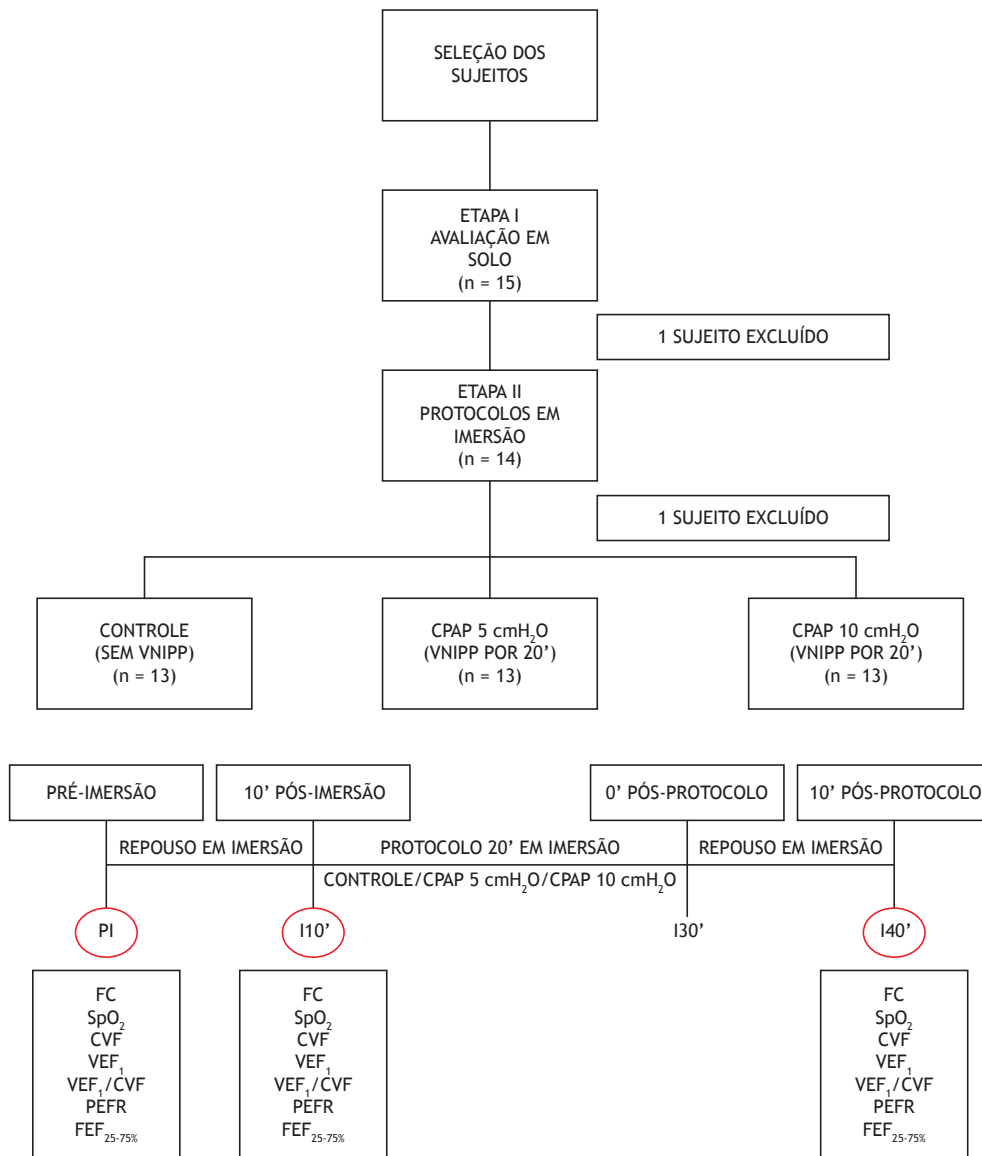 SELEÇÃO DOS
SUJEITOS
ETAPA I
AVALIAÇÃO EM
SOLO
(n = 15)
1 SUJEITO EXCLUÍDO
ETAPA II
PROTOCOLOS EM
IMERSÃO
(n = 14)
1 SUJEITO EXCLUÍDO
CONTROLE
(SEM VNIPP)
(n = 13)
CPAP 5 cmH₂O
(VNIPP POR 20’)
(n = 13)
CPAP 10 cmH₂O
(VNIPP POR 20’)
(n = 13)
PRÉ-IMERSÃO
10’ PÓS-IMERSÃO
0’ PÓS-PROTOCOLO
10’ PÓS-PROTOCOLO
REPOUSO EM IMERSÃO
PROTOCOLO 20’ EM IMERSÃO
REPOUSO EM IMERSÃO
CONTROLE/CPAP 5 cmH₂O/CPAP 10 cmH₂O
PI
I10’
I30’
I40’
FC
SpO₂
CVF
VEF₁
VEF₁/CVF
PEFR
FEF₂₅₋₇₅%
FC
SpO₂
CVF
VEF₁
VEF₁/CVF
PEFR
FEF₂₅₋₇₅%
FC
SpO₂
CVF
VEF₁
VEF₁/CVF
PEFR
FEF₂₅₋₇₅%